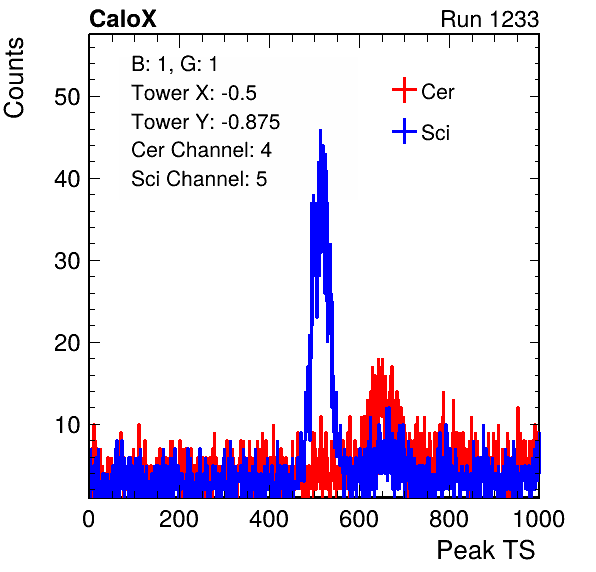 CaloX
Run 1233
Counts
B: 1, G: 1
Tower X: -0.5
Tower Y: -0.875
Cer Channel: 4
Sci Channel: 5
Cer
Sci
50
40
30
20
10
0 200 400 600 800 1000
Peak TS